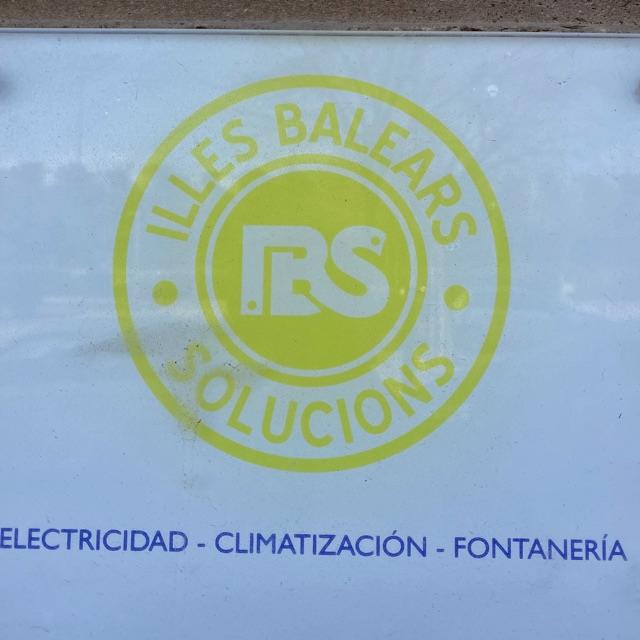 ILLES BALEARS
IBS
SOLUCIONS
ELECTRICIDAD - CLIMATIZACIÓN - FONTANERÍA